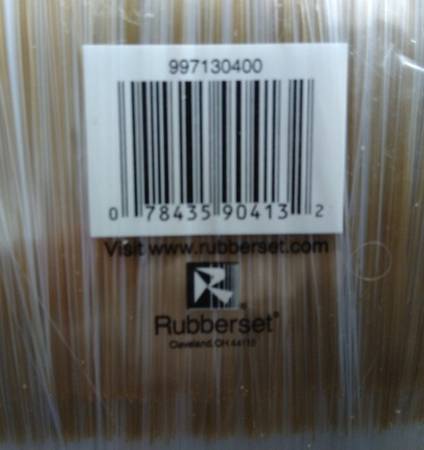 997130400
0 78435 90413 2
Visit www.rubberset.com
Rubberset®
Cleveland, OH 44115